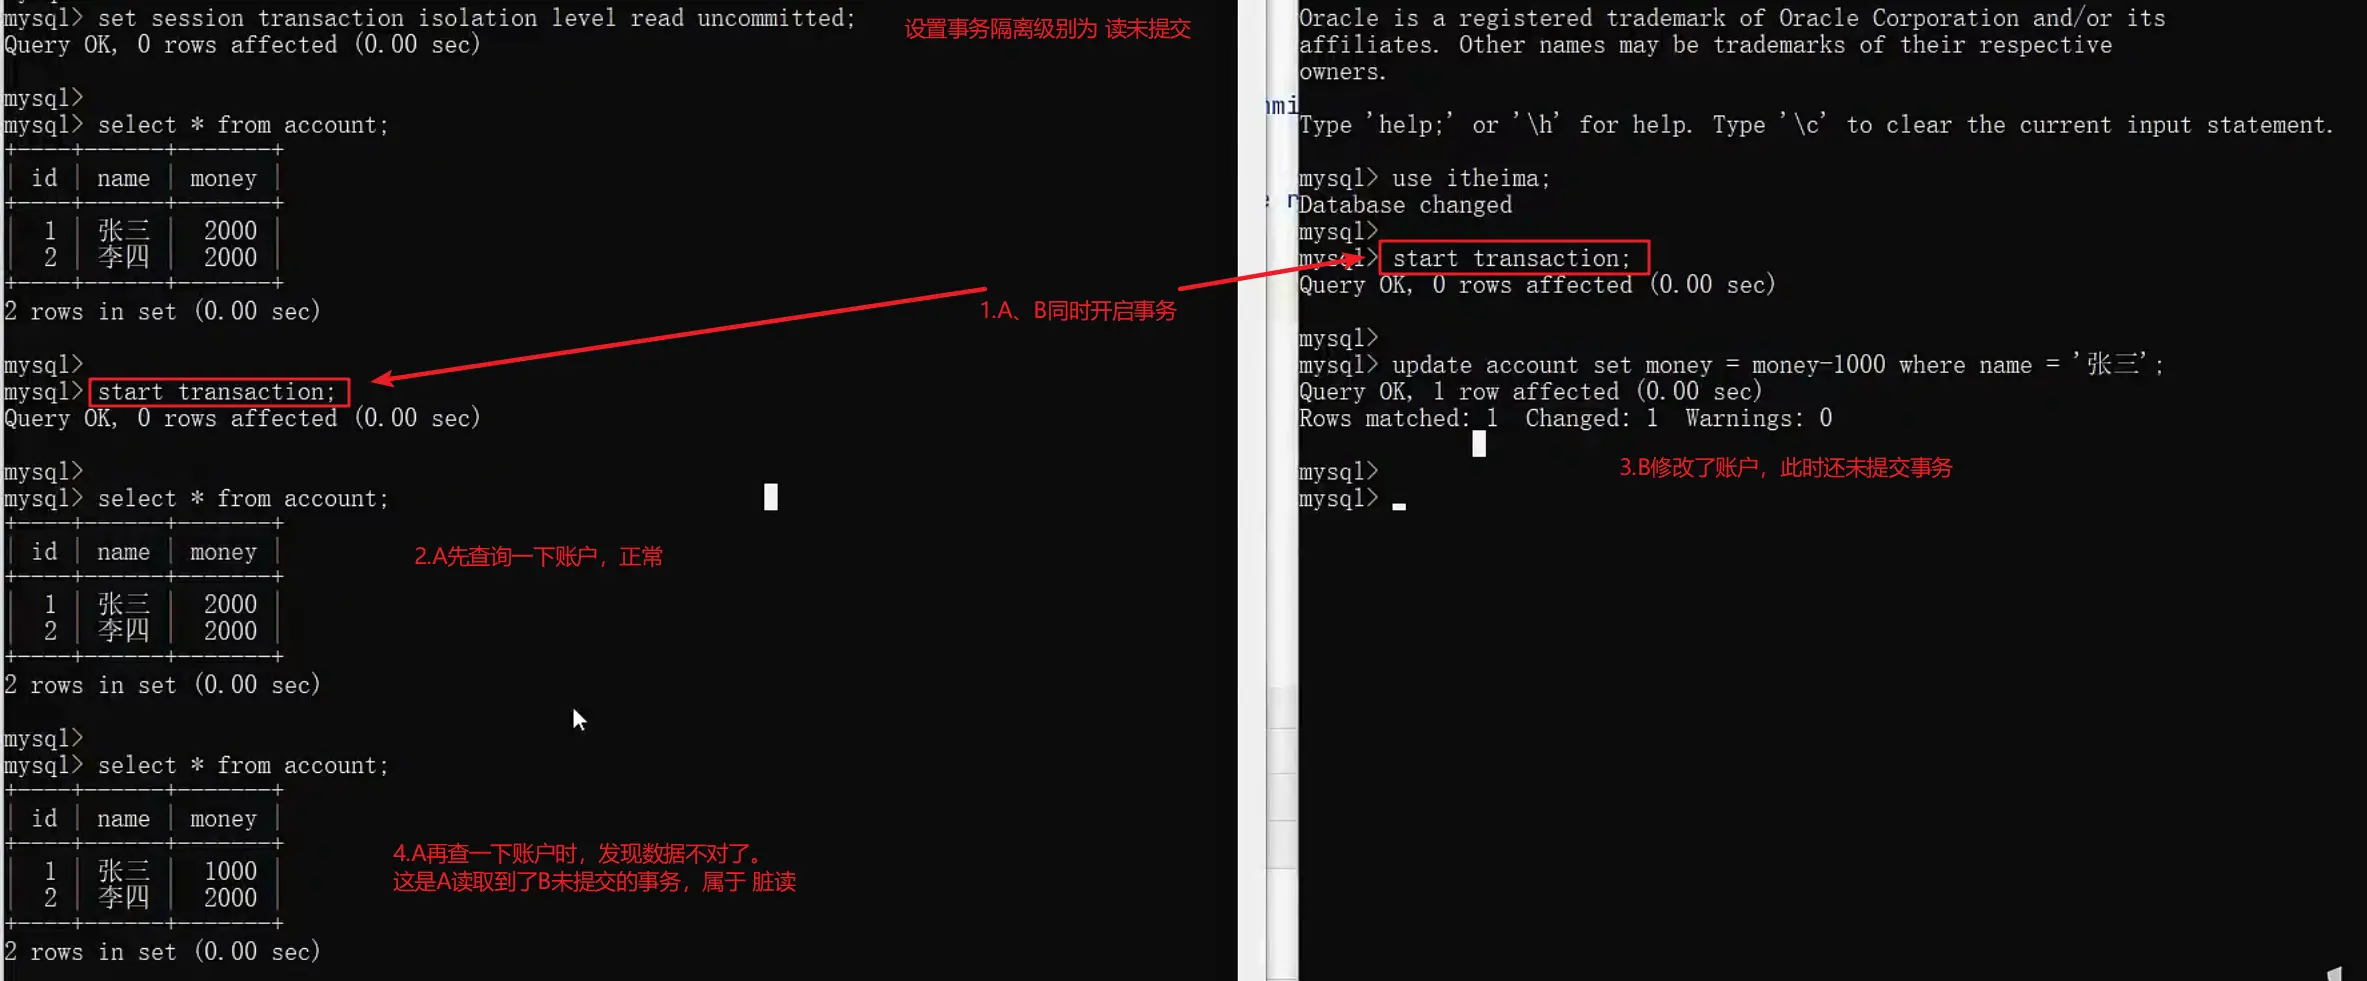 mysql> set session transaction isolation level read uncommitted;
Query OK, 0 rows affected (0.00 sec)
设置事务隔离级别为 读未提交
mysql>
mysql> select * from account;
+----+------+-------+
| id | name | money |
+----+------+-------+
| 1 | 张三 | 2000 |
| 2 | 李四 | 2000 |
+----+------+-------+
2 rows in set (0.00 sec)
1.A、B同时开启事务
mysql>
mysql> start transaction;
Query OK, 0 rows affected (0.00 sec)
mysql>
mysql> select * from account;
+----+------+-------+
| id | name | money |
+----+------+-------+
| 1 | 张三 | 2000 |
| 2 | 李四 | 2000 |
+----+------+-------+
2 rows in set (0.00 sec)
2.A先查询一下账户，正常
mysql>
mysql> select * from account;
+----+------+-------+
| id | name | money |
+----+------+-------+
| 1 | 张三 | 1000 |
| 2 | 李四 | 2000 |
+----+------+-------+
2 rows in set (0.00 sec)
4.A再查一下账户时，发现数据不对了。
这是A读取到了B未提交的事务，属于 脏读
Oracle is a registered trademark of Oracle Corporation and/or its
affiliates. Other names may be trademarks of their respective
owners.
Type 'help;' or '\h' for help. Type '\c' to clear the current input statement.
mysql> use itheima;
Database changed
mysql>
mysql> start transaction;
Query OK, 0 rows affected (0.00 sec)
mysql>
mysql> update account set money = money-1000 where name = '张三';
Query OK, 1 row affected (0.00 sec)
Rows matched: 1  Changed: 1  Warnings: 0
3.B修改了账户，此时还未提交事务
mysql>
mysql>